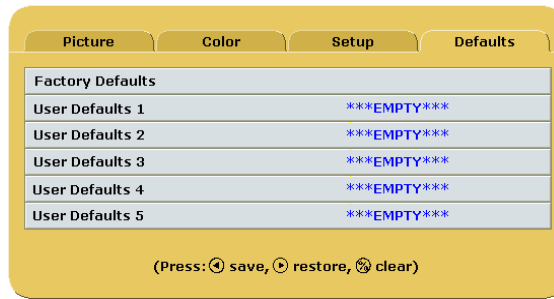 Picture Color Setup Defaults
Factory Defaults
User Defaults 1 ***EMPTY***
User Defaults 2 ***EMPTY***
User Defaults 3 ***EMPTY***
User Defaults 4 ***EMPTY***
User Defaults 5 ***EMPTY***
(Press: save, restore, clear)